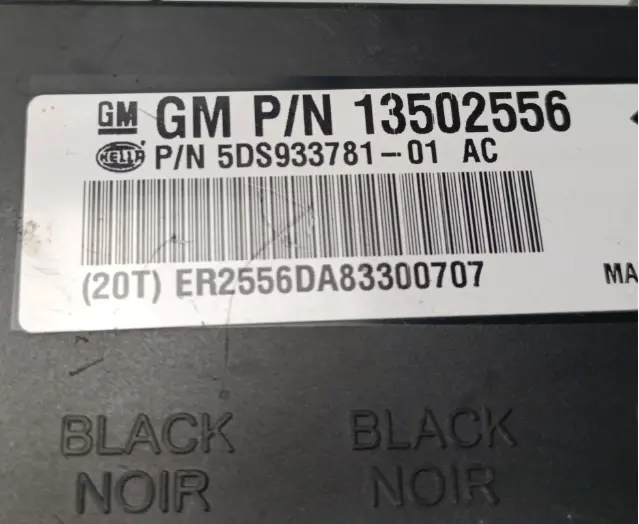 GM GM P/N 13502556
HELLA P/N 5DS933781-01 AC
(20T) ER2556DA83300707
MA
BLACK BLACK
NOIR NOIR